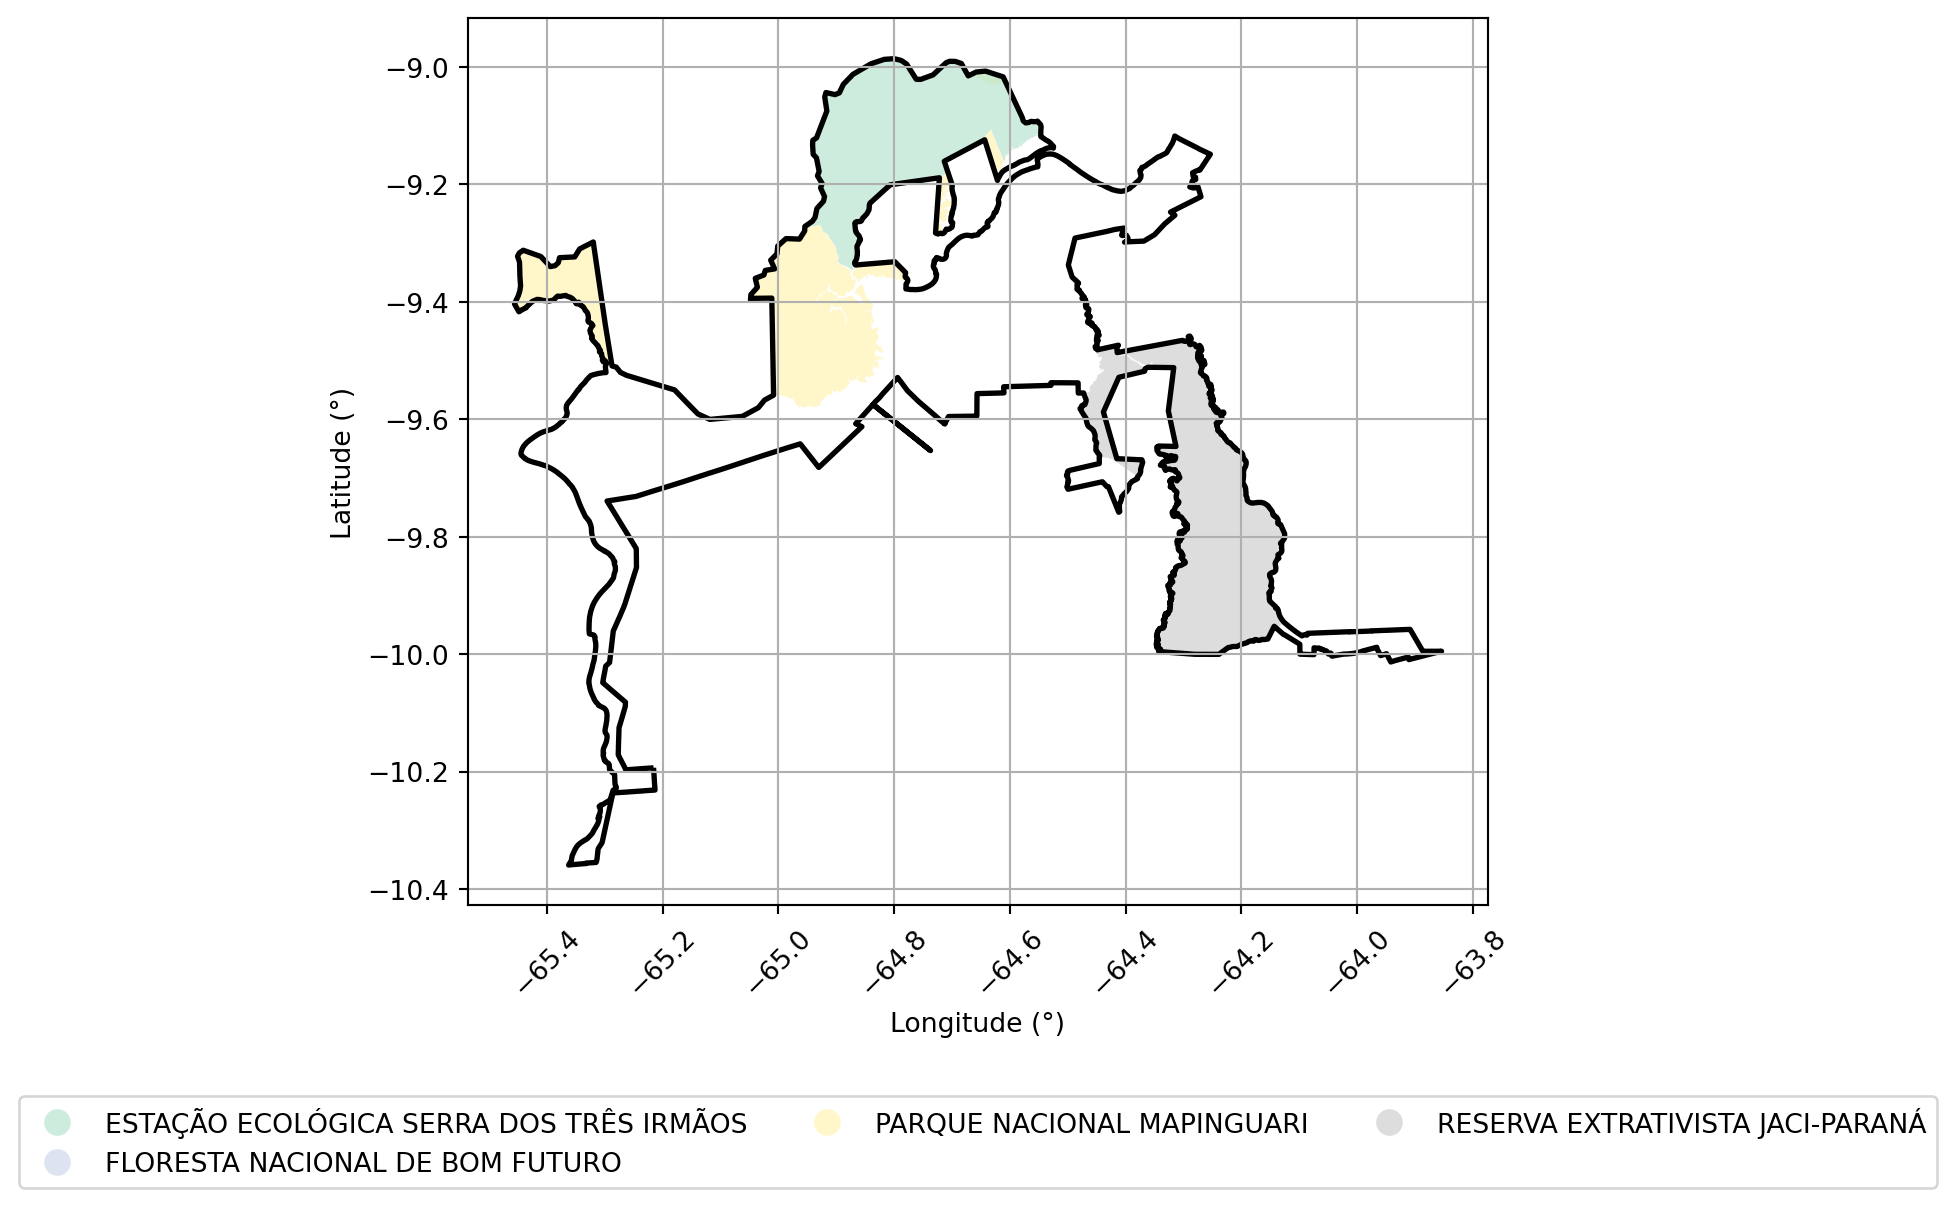 −9.0
−9.2
−9.4
−9.6
−9.8
−10.0
−10.2
−10.4
Latitude (°)
−65.4
−65.2
−65.0
−64.8
−64.6
−64.4
−64.2
−64.0
−63.8
Longitude (°)
ESTAÇÃO ECOLÓGICA SERRA DOS TRÊS IRMÃOS
FLORESTA NACIONAL DE BOM FUTURO
PARQUE NACIONAL MAPINGUARI
RESERVA EXTRATIVISTA JACI-PARANÁ